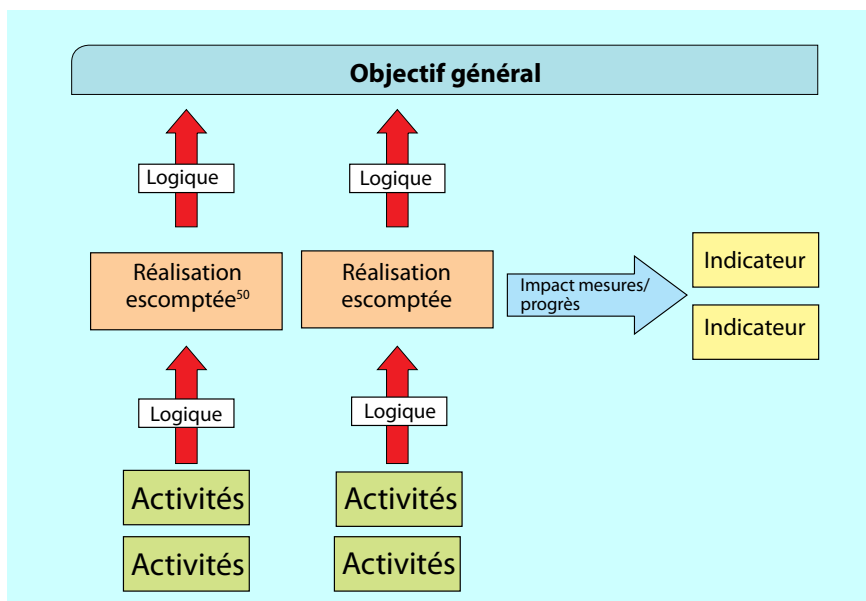 Objectif général
Logique
Logique
Réalisation
escomptée50
Réalisation
escomptée
Impact mesures/
progrès
Indicateur
Indicateur
Logique
Logique
Activités
Activités
Activités
Activités